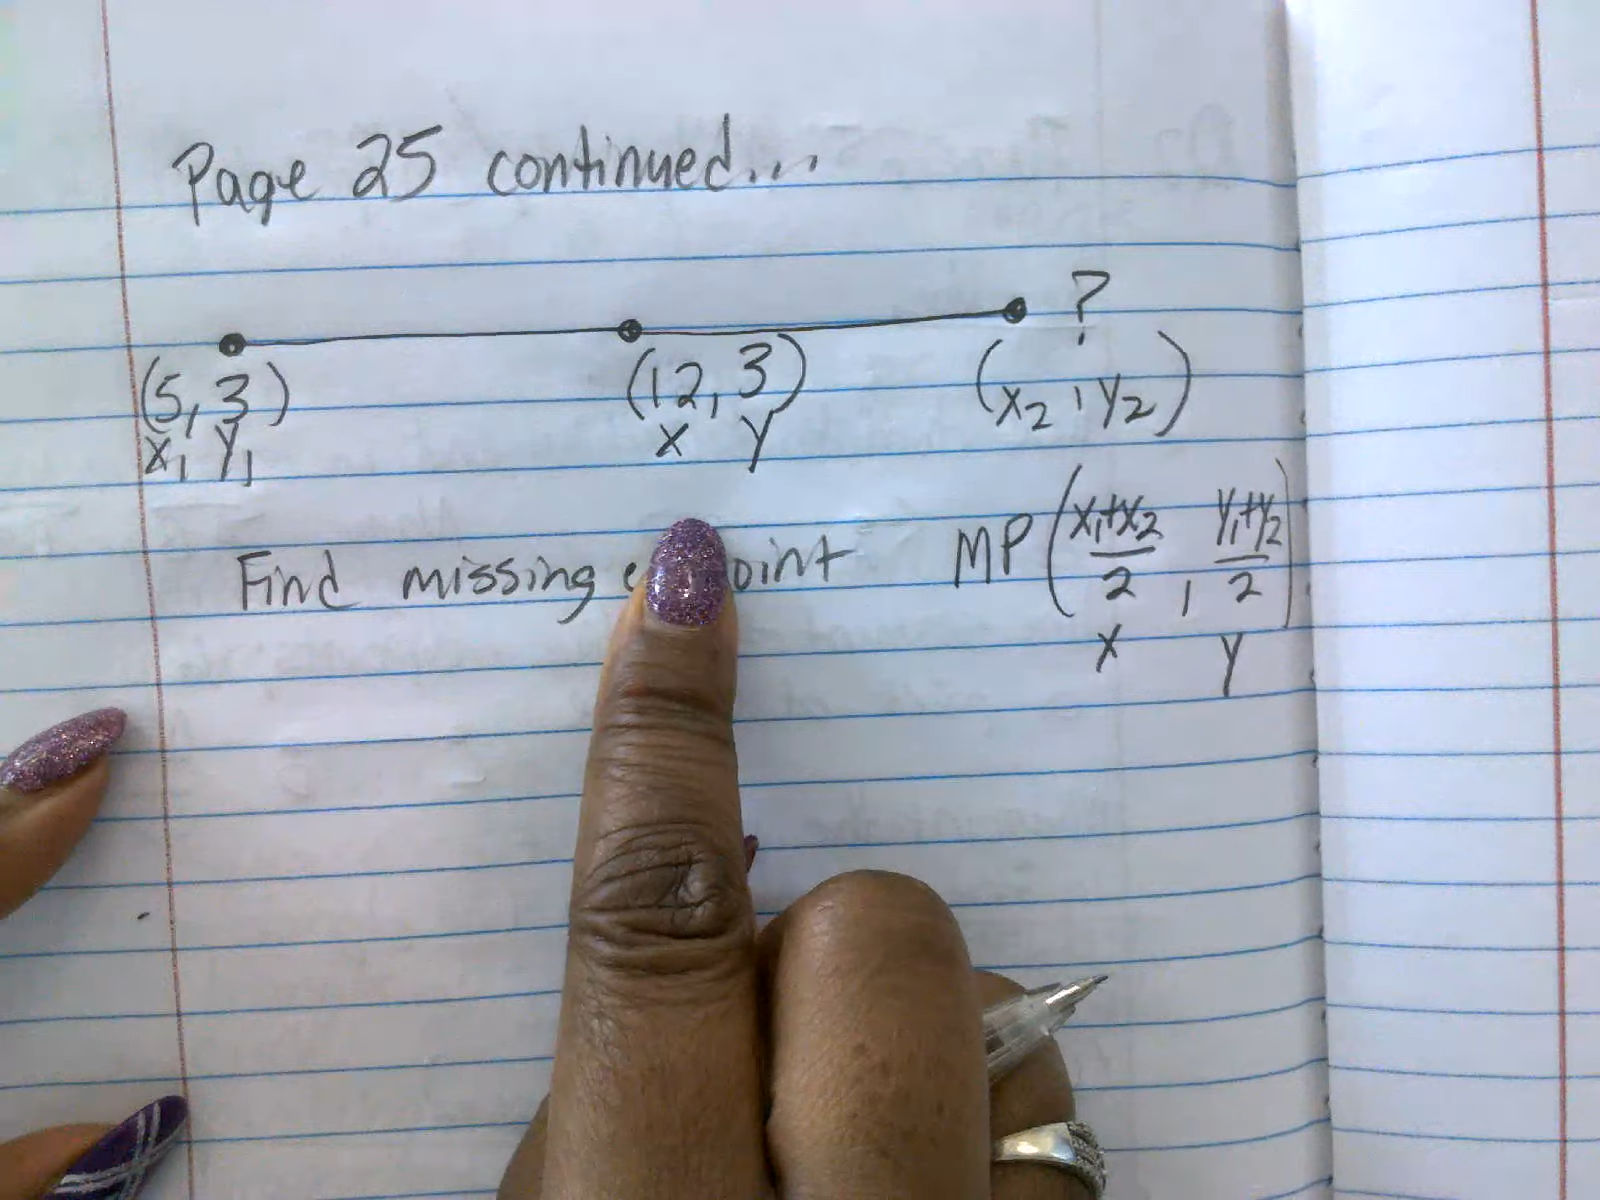 Page 25 continued...
?
(5, 3) (12, 3) (x₂, y₂)
x₁ y₁ x y
Find missing MP (x₁+x₂/2, y₁+y₂/2)
x y